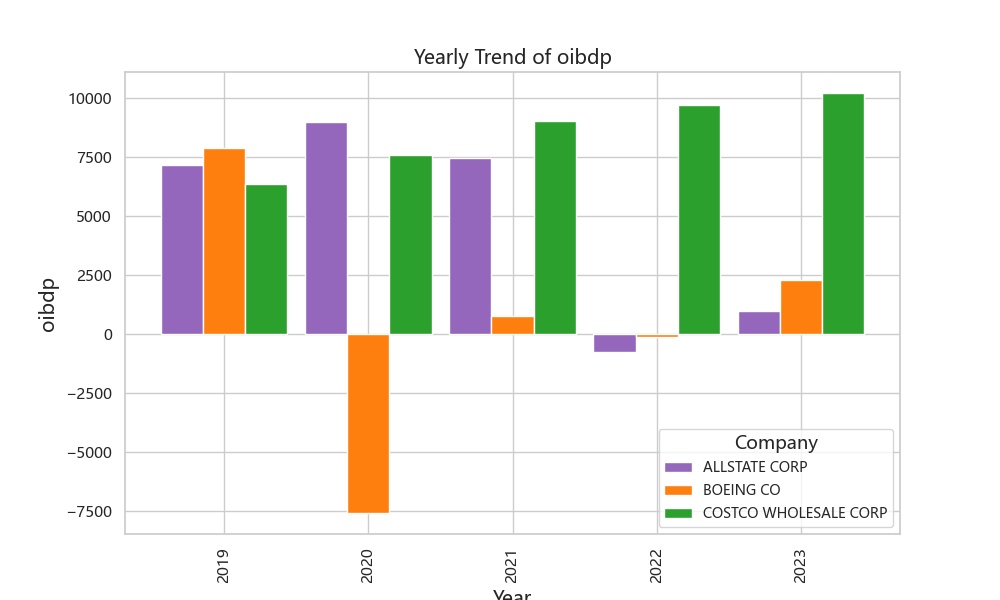 Yearly Trend of oibdp
10000
7500
5000
2500
0
−2500
−5000
−7500
oibdp
Company
ALLSTATE CORP
BOEING CO
COSTCO WHOLESALE CORP
2019
2020
2021
2022
2023
Year